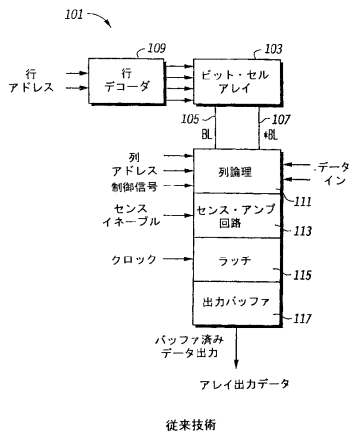 101
109
103
行
アドレス
行
デコーダ
ビット・セル
アレイ
105
107
BL
*BL
列
アドレス
制御信号
列論理
データ
イン
111
センス
イネーブル
センス・アンプ
回路
113
クロック
ラッチ
115
出力バッファ
117
バッファ済み
データ出力
アレイ出力データ
従来技術